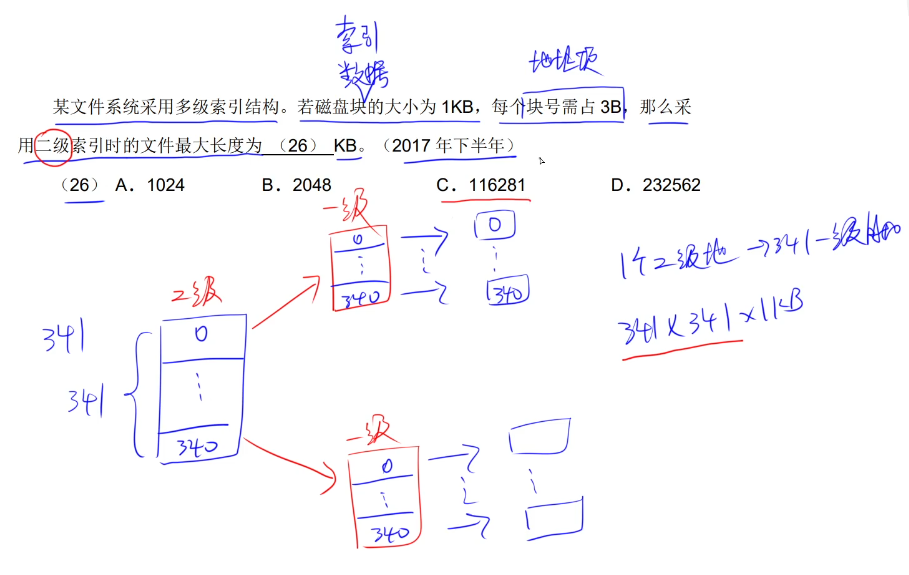 索引
数据
地址项
某文件系统采用多级索引结构。若磁盘块的大小为 1KB，每个块号需占 3B，那么采
用二级索引时的文件最大长度为 （26） KB。（2017 年下半年）
（26） A．1024 B．2048 C．116281 D．232562
一级
0
⋮
340
0
⋮
340
1个二级地 →341一级
341×341×1KB
二级
341
341
0
⋮
340
一级
0
⋮
340